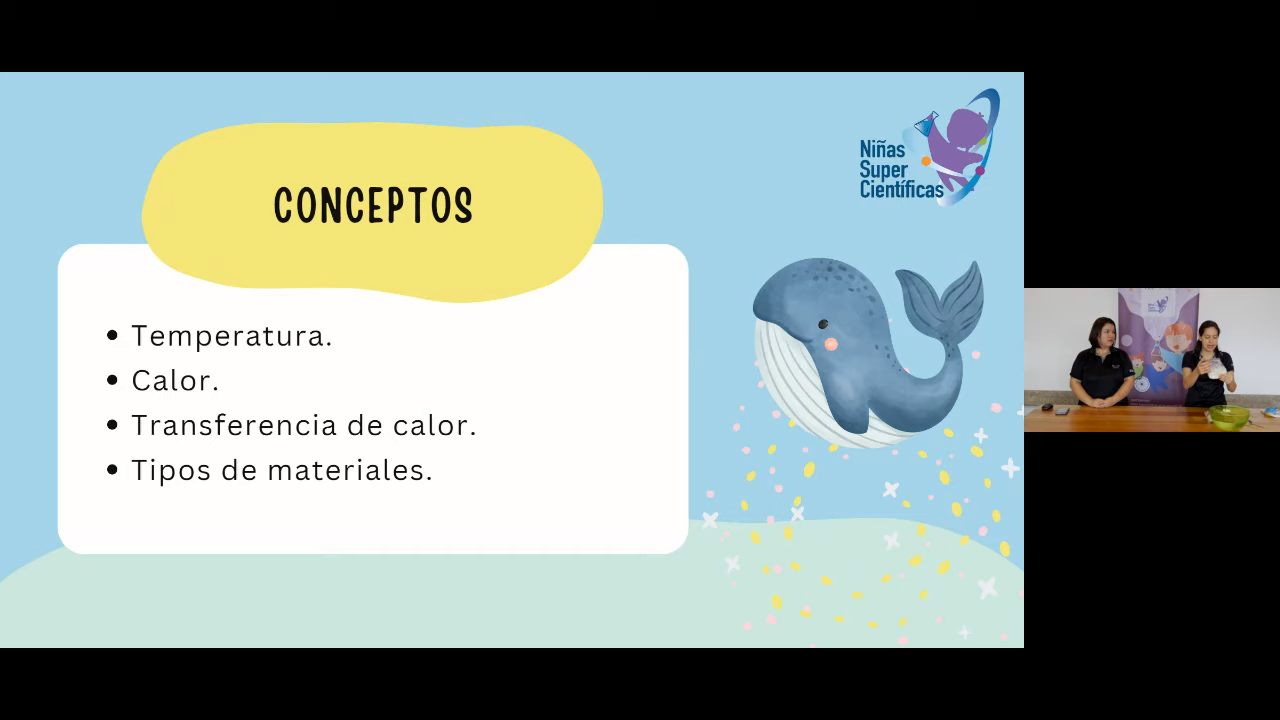 Niñas
Super
Científicas
CONCEPTOS
• Temperatura.
• Calor.
• Transferencia de calor.
• Tipos de materiales.